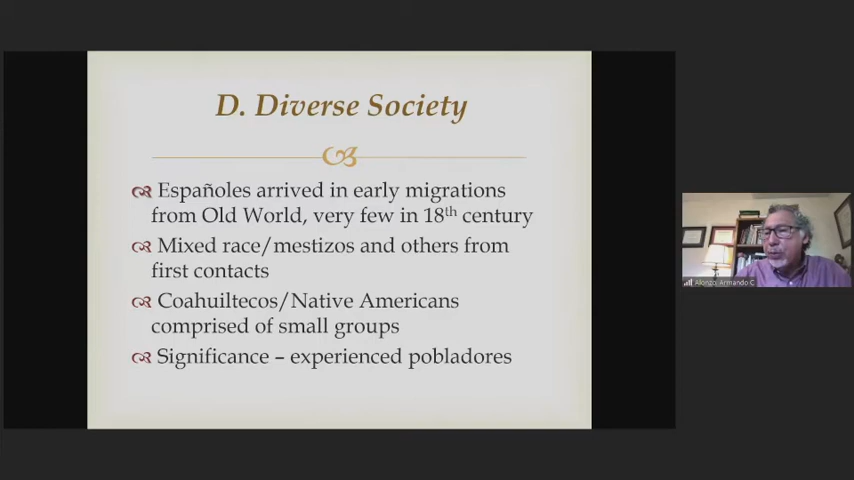 D. Diverse Society
Españoles arrived in early migrations
from Old World, very few in 18th century
Mixed race/mestizos and others from
first contacts
Coahuiltecos/Native Americans
comprised of small groups
Significance – experienced pobladores
Alonzo, Armando C